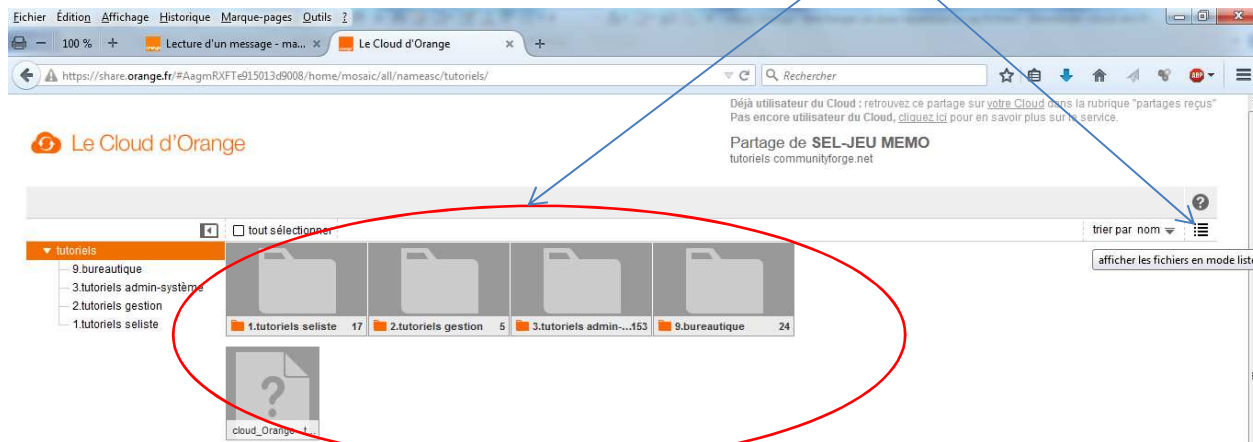 Fichier Édition Affichage Historique Marque-pages Outils ?
100 % + Lecture d'un message - ma... × Le Cloud d'Orange × +
https://share.orange.fr/#AagmRXFTe915013d9008/home/mosaic/all/nameasc/tutoriels/ Rechercher
Déjà utilisateur du Cloud : retrouvez ce partage sur votre Cloud dans la rubrique "partages reçus"
Pas encore utilisateur du Cloud, cliquez ici pour en savoir plus sur le service.
Le Cloud d'Orange
Partage de SEL-JEU MEMO
tutoriels communityforge.net
tout sélectionner
trier par nom
afficher les fichiers en mode liste
tutoriels
9.bureautique
3.tutoriels admin-système
2.tutoriels gestion
1.tutoriels seliste
1.tutoriels seliste 17
2.tutoriels gestion 5
3.tutoriels admin-...153
9.bureautique 24
cloud_Orange - t...